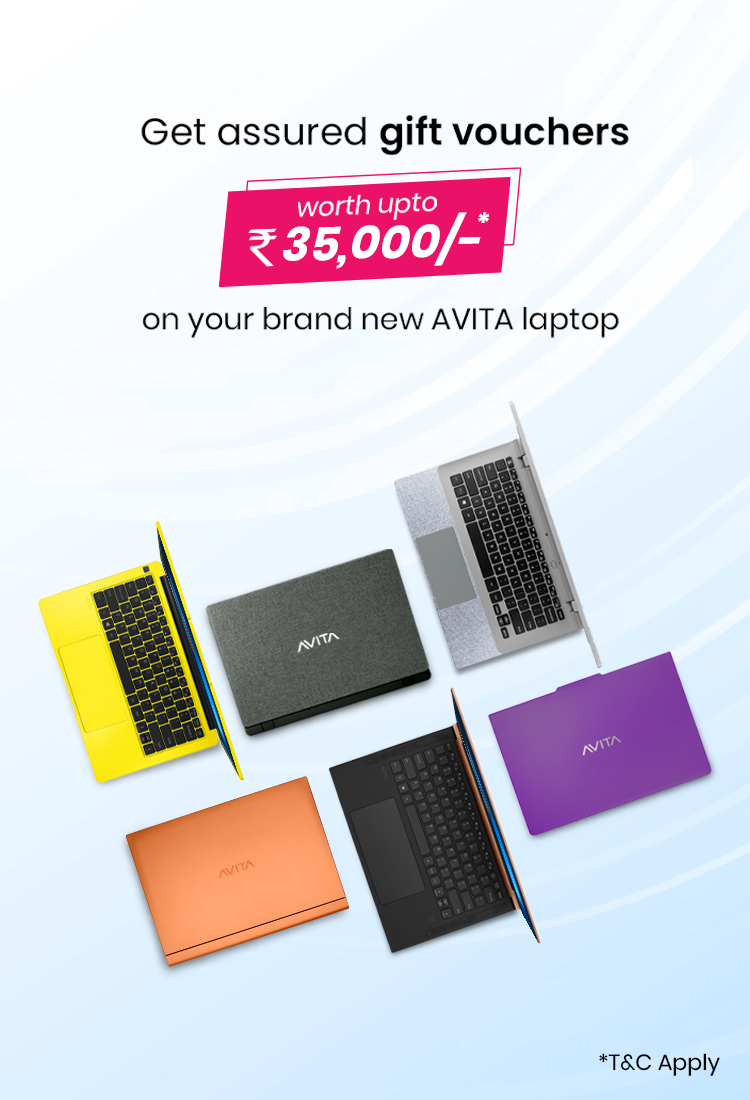 Get assured gift vouchers
worth upto
₹35,000/-*
on your brand new AVITA laptop
AVITA
AVITA
AVITA
*T&C Apply